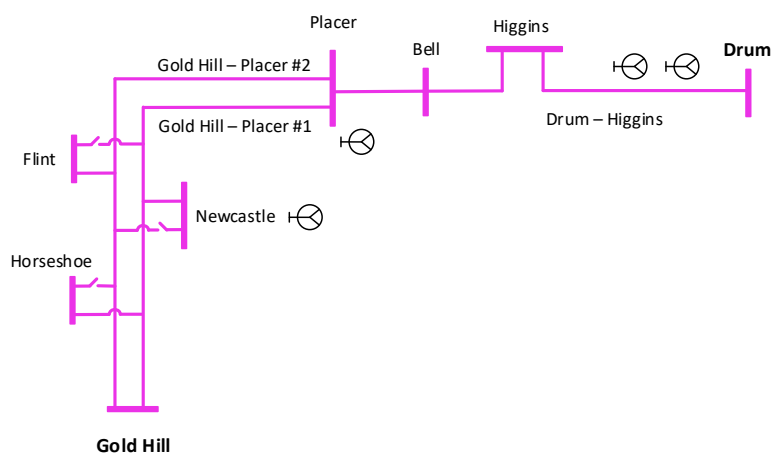 Placer
Higgins
Bell
Drum
Gold Hill – Placer #2
Gold Hill – Placer #1
Drum – Higgins
Flint
Newcastle
Horseshoe
Gold Hill